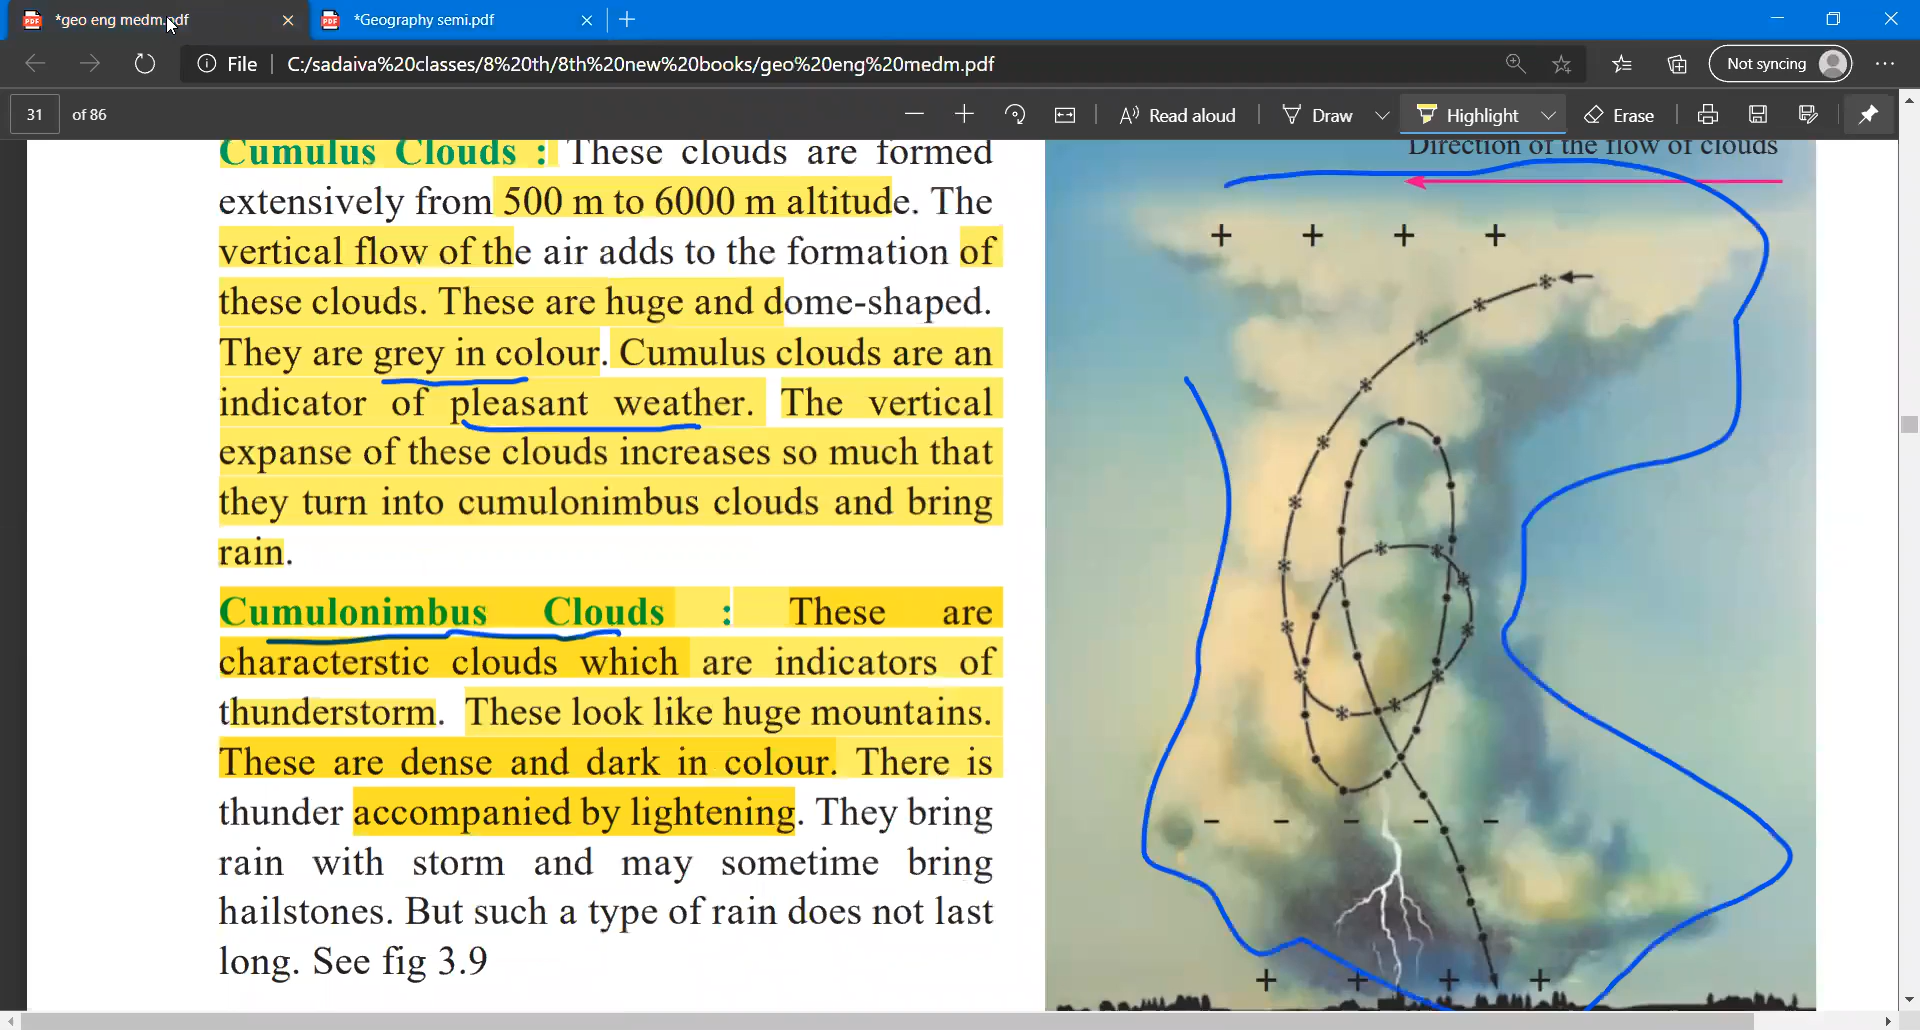 *geo eng medm.pdf
*Geography semi.pdf
File
C:/sadaiva%20classes/8%20th/8th%20new%20books/geo%20eng%20medm.pdf
Not syncing
31 of 86
Read aloud
Draw
Highlight
Erase
Cumulus Clouds : These clouds are formed
extensively from 500 m to 6000 m altitude. The
vertical flow of the air adds to the formation of
these clouds. These are huge and dome-shaped.
They are grey in colour. Cumulus clouds are an
indicator of pleasant weather. The vertical
expanse of these clouds increases so much that
they turn into cumulonimbus clouds and bring
rain.
Cumulonimbus Clouds : These are
characterstic clouds which are indicators of
thunderstorm. These look like huge mountains.
These are dense and dark in colour. There is
thunder accompanied by lightening. They bring
rain with storm and may sometime bring
hailstones. But such a type of rain does not last
long. See fig 3.9
Direction of the flow of clouds
+ + + +
- - - - -
+ + + +